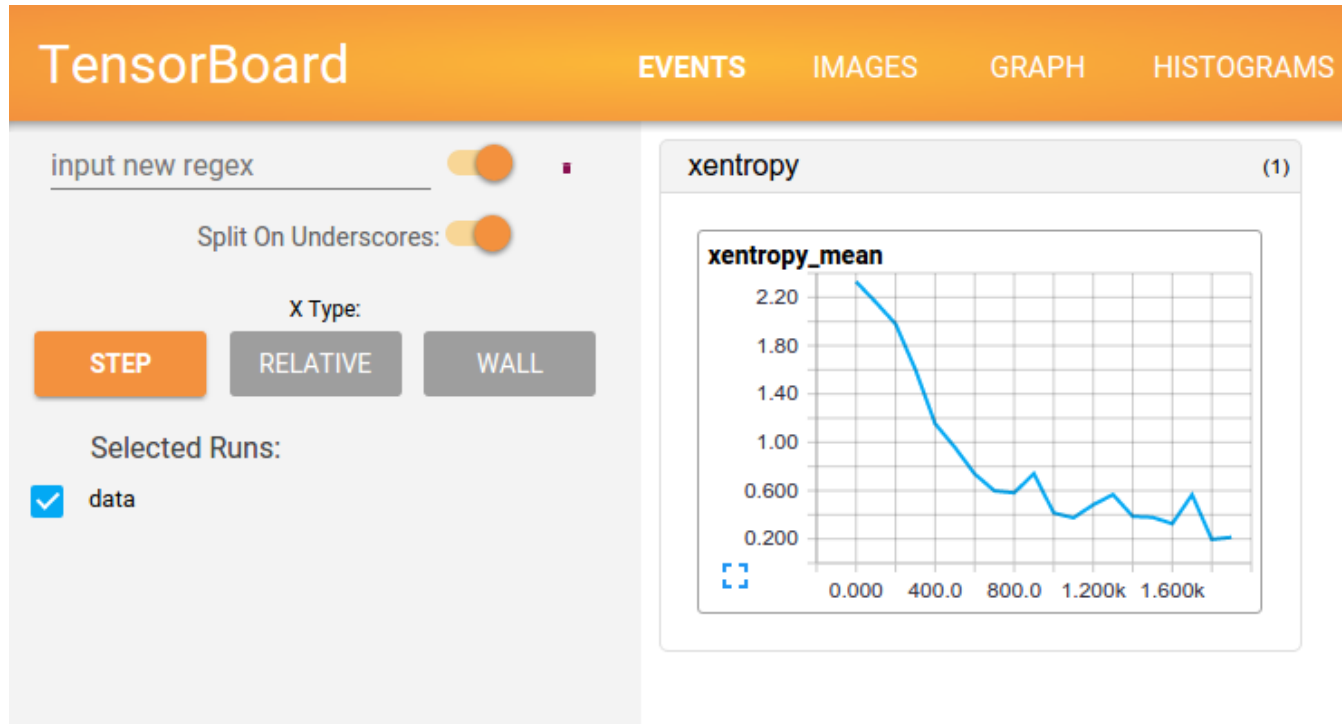 TensorBoard
EVENTS IMAGES GRAPH HISTOGRAMS
input new regex
Split On Underscores:
X Type:
STEP RELATIVE WALL
Selected Runs:
data
xentropy (1)
xentropy_mean
2.20
1.80
1.40
1.00
0.600
0.200
0.000 400.0 800.0 1.200k 1.600k